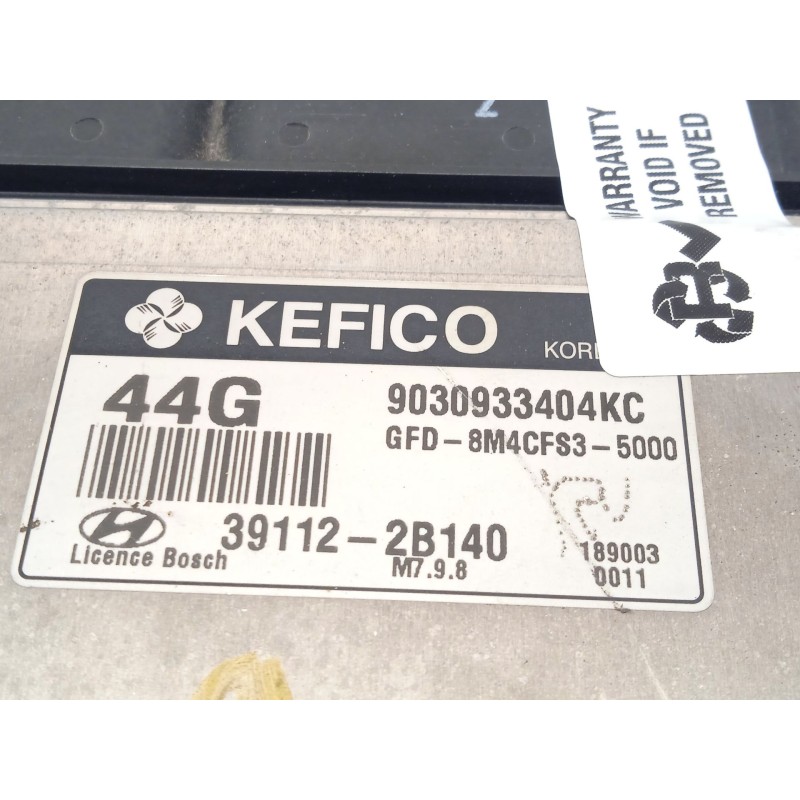 WARRANTY
VOID IF
REMOVED
KEFICO
44G
9030933404KC
GFD-8M4CFS3-5000
39112-2B140
Licence Bosch
M7.9.8
189003
0011